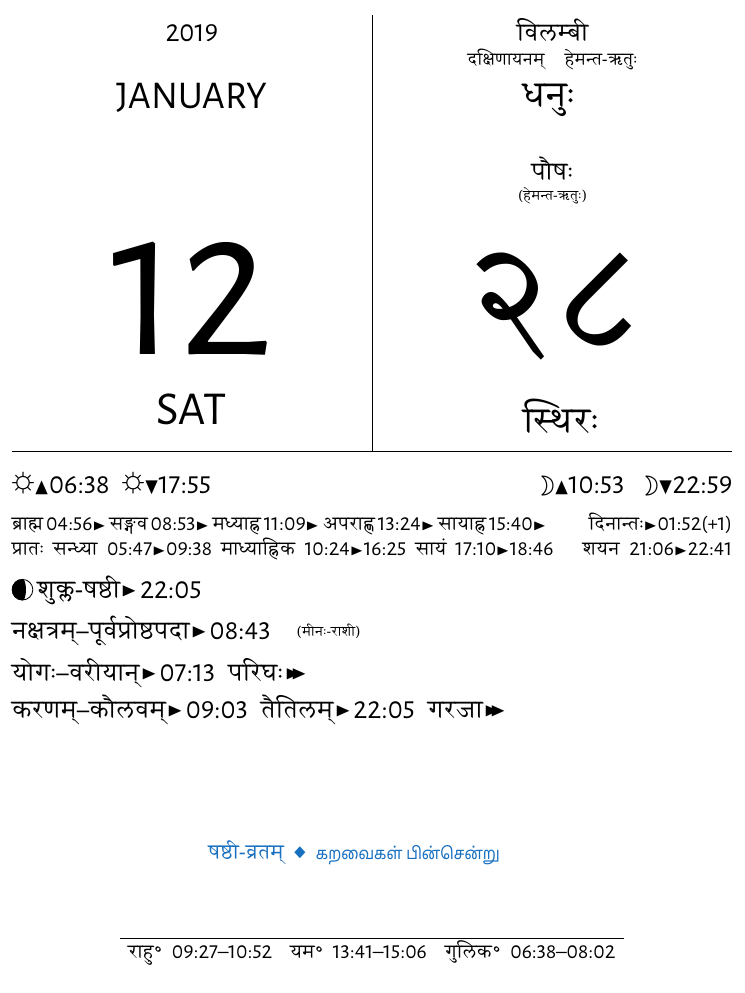 2019
JANUARY
12
SAT
विलम्बी
दक्षिणायनम् हेमन्त-ऋतुः
धनुः
पौषः
(हेमन्त-ऋतुः)
२८
स्थिरः
☼▲06:38 ☼▼17:55 ☽▲10:53 ☽▼22:59
ब्राह्म 04:56► सङ्गव 08:53► मध्याह्न 11:09► अपराह्ण 13:24► सायाह्न 15:40► दिनान्तः►01:52(+1)
प्रातः सन्ध्या 05:47►09:38 माध्याह्निक 10:24►16:25 सायं 17:10►18:46 शयन 21:06►22:41
शुक्ल-षष्ठी► 22:05
नक्षत्रम्–पूर्वप्रोष्ठपदा► 08:43 (मीनः-राशी)
योगः–वरीयान्► 07:13 परिघः►►
करणम्–कौलवम्► 09:03 तैतिलम्► 22:05 गरजा►►
षष्ठी-व्रतम् ◆ கறவைகள் பின்சென்று
राहु° 09:27–10:52 यम° 13:41–15:06 गुलिक° 06:38–08:02